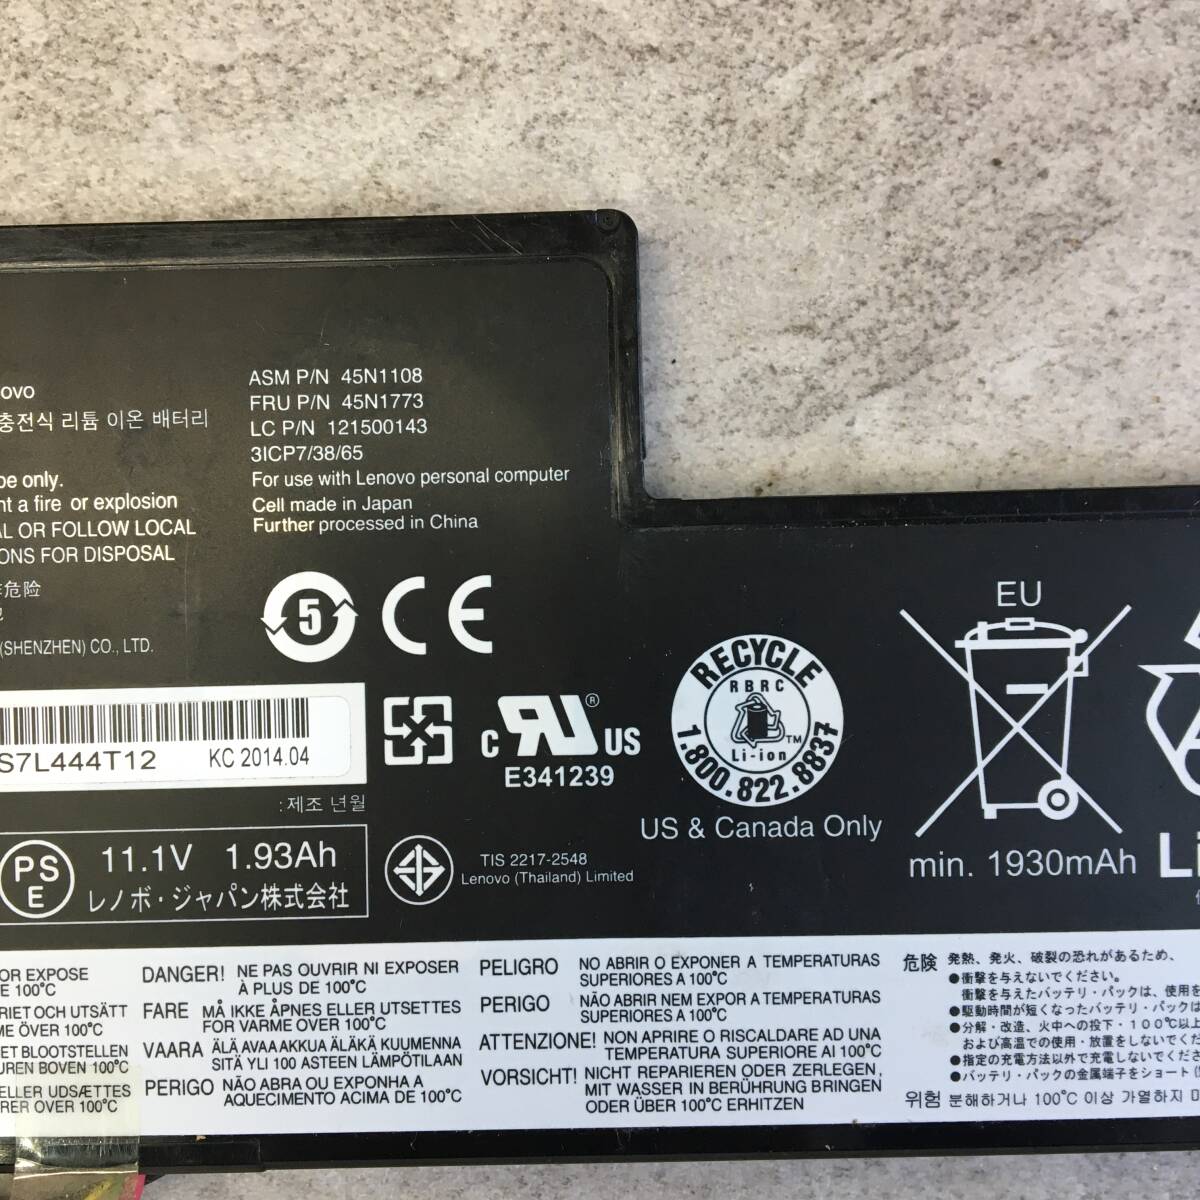 ovo
충전식 리튬 이온 배터리
be only.
nt a fire or explosion
AL OR FOLLOW LOCAL
ONS FOR DISPOSAL
危险
(SHENZHEN) CO., LTD.
ASM P/N 45N1108
FRU P/N 45N1773
LC P/N 121500143
3ICP7/38/65
For use with Lenovo personal computer
Cell made in Japan
Further processed in China
5
CE
S7L444T12 KC 2014.04
:제조 년월
PS
E
11.1V 1.93Ah
レノボ・ジャパン株式会社
c RU ® US
E341239
TIS 2217-2548
Lenovo (Thailand) Limited
RECYCLE
RBRC
Li-ion TM
1.800.822.8837
US & Canada Only
EU
min. 1930mAh
Li
OR EXPOSE
E 100°C
RIET OCH UTSÄTT
ME ÖVER 100°C
ET BLOOTSTELLEN
UREN BOVEN 100°C
ELLER UDSÆTTES
RER OVER 100°C
DANGER! NE PAS OUVRIR NI EXPOSER
À PLUS DE 100°C
FARE MÅ IKKE ÅPNES ELLER UTSETTES
FOR VARME OVER 100°C
VAARA ÄLÄ AVAA AKKUA ÄLÄKÄ KUUMENNA
SITÄ YLI 100 ASTEEN LÄMPÖTILAAN
PERIGO NÃO ABRA OU EXPONHA A
AQUECIMENTO ACIMA DE 100°C
PELIGRO NO ABRIR O EXPONER A TEMPERATURAS
SUPERIORES A 100°C
PERIGO NÃO ABRIR NEM EXPOR A TEMPERATURAS
SUPERIORES A 100°C
ATTENZIONE! NON APRIRE O RISCALDARE AD UNA
TEMPERATURA SUPERIORE AI 100°C
VORSICHT! NICHT REPARIEREN ODER ZERLEGEN,
MIT WASSER IN BERÜHRUNG BRINGEN
ODER ÜBER 100°C ERHITZEN
危険 発熱、発火、破裂の恐れがあるため、
●衝撃を与えないでください。
衝撃を与えたバッテリ・パックは、使用を
●駆動時間が短くなったバッテリ・パックは
●分解・改造、火中への投下・100℃以上
および高温での使用・放置をしないでくだ
●指定の充電方法以外で充電しないでくださ
●バッテリ・パックの金属端子をショート
위험 분해하거나 100°C 이상 가열하지 마